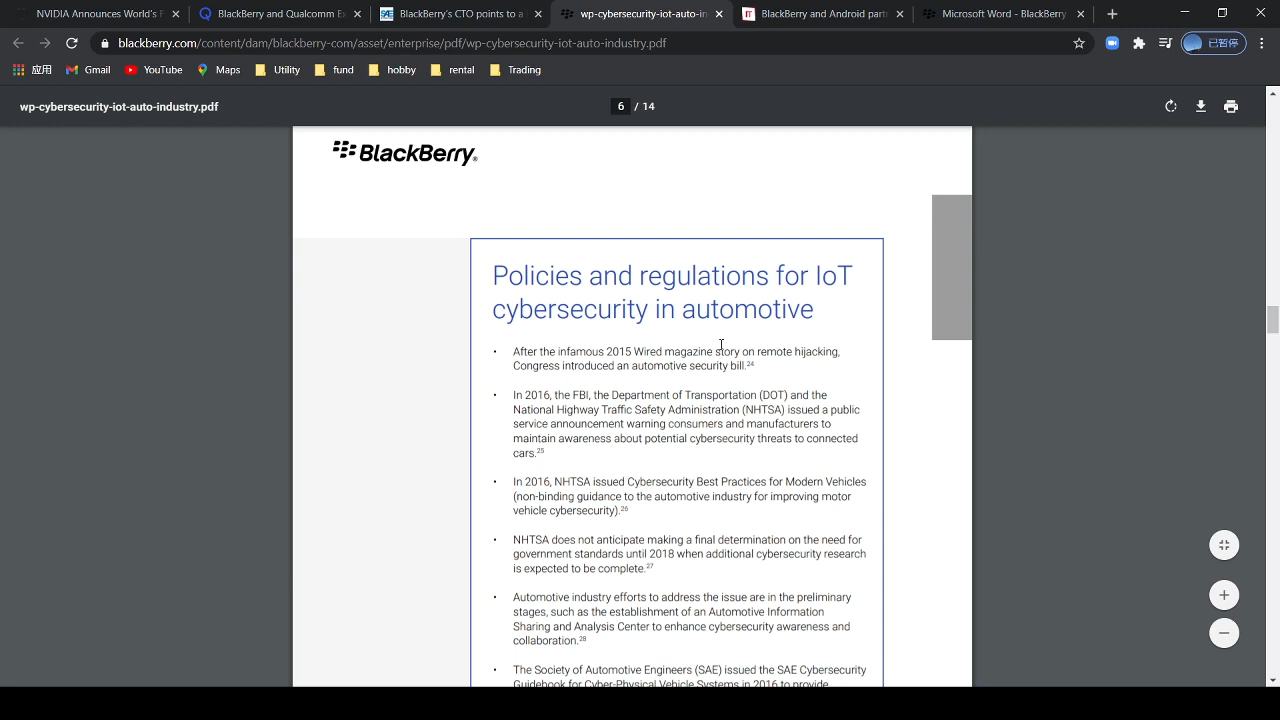 NVIDIA Announces World's F
BlackBerry and Qualcomm E
BlackBerry's CTO points to a
wp-cybersecurity-iot-auto-in
BlackBerry and Android part
Microsoft Word - BlackBerry
blackberry.com/content/dam/blackberry-com/asset/enterprise/pdf/wp-cybersecurity-iot-auto-industry.pdf
已暂停
应用 Gmail YouTube Maps Utility fund hobby rental Trading
wp-cybersecurity-iot-auto-industry.pdf
6 / 14
BlackBerry®
Policies and regulations for IoT
cybersecurity in automotive
• After the infamous 2015 Wired magazine story on remote hijacking,
Congress introduced an automotive security bill.24
• In 2016, the FBI, the Department of Transportation (DOT) and the
National Highway Traffic Safety Administration (NHTSA) issued a public
service announcement warning consumers and manufacturers to
maintain awareness about potential cybersecurity threats to connected
cars.25
• In 2016, NHTSA issued Cybersecurity Best Practices for Modern Vehicles
(non-binding guidance to the automotive industry for improving motor
vehicle cybersecurity).26
• NHTSA does not anticipate making a final determination on the need for
government standards until 2018 when additional cybersecurity research
is expected to be complete.27
• Automotive industry efforts to address the issue are in the preliminary
stages, such as the establishment of an Automotive Information
Sharing and Analysis Center to enhance cybersecurity awareness and
collaboration.28
• The Society of Automotive Engineers (SAE) issued the SAE Cybersecurity
Guidebook for Cyber-Physical Vehicle Systems in 2016 to provide